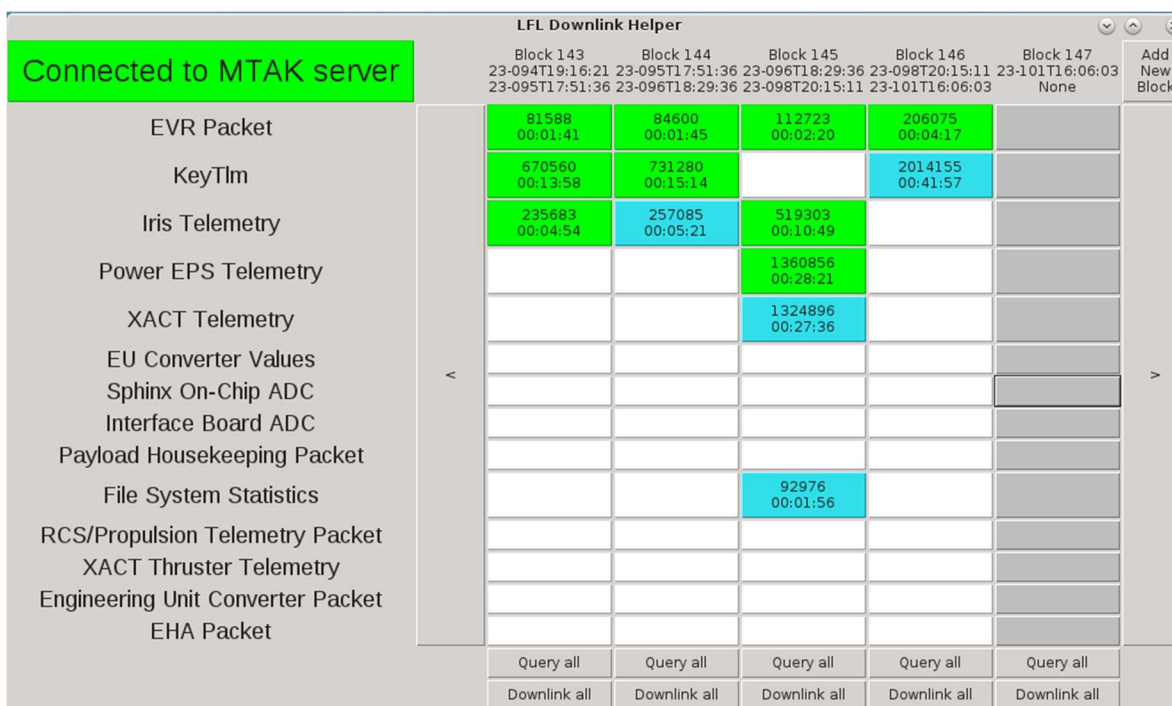 LFL Downlink Helper
Connected to MTAK server
Block 143 Block 144 Block 145 Block 146 Block 147
23-094T19:16:21 23-095T17:51:36 23-096T18:29:36 23-098T20:15:11 23-101T16:06:03
23-095T17:51:36 23-096T18:29:36 23-098T20:15:11 23-101T16:06:03 None
Add
New
Block
EVR Packet
81588 84600 112723 206075
00:01:41 00:01:45 00:02:20 00:04:17
KeyTlm
670560 731280 2014155
00:13:58 00:15:14 00:41:57
Iris Telemetry
235683 257085 519303
00:04:54 00:05:21 00:10:49
Power EPS Telemetry
1360856
00:28:21
XACT Telemetry
1324896
00:27:36
EU Converter Values
< >
Sphinx On-Chip ADC
Interface Board ADC
Payload Housekeeping Packet
File System Statistics
92976
00:01:56
RCS/Propulsion Telemetry Packet
XACT Thruster Telemetry
Engineering Unit Converter Packet
EHA Packet
Query all Query all Query all Query all Query all
Downlink all Downlink all Downlink all Downlink all Downlink all